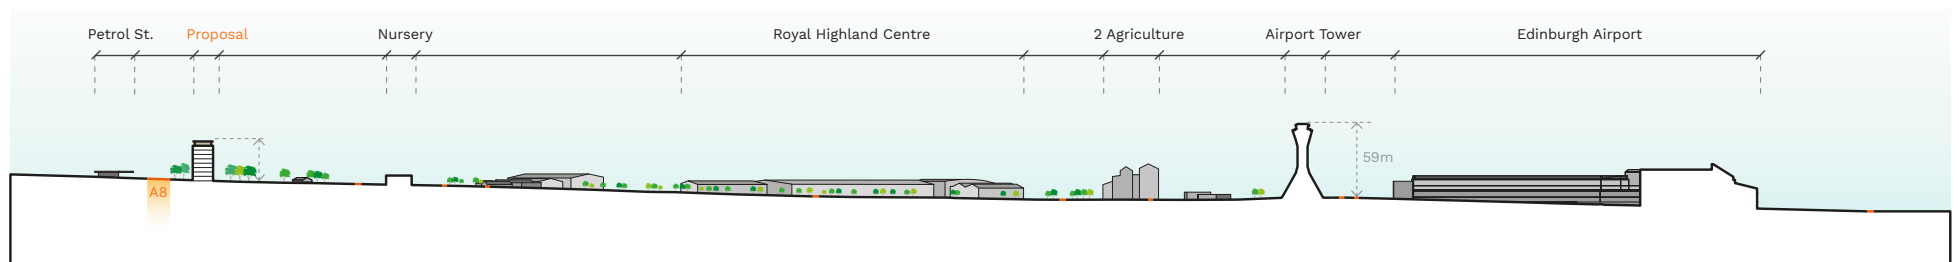 Petrol St.
Proposal
Nursery
Royal Highland Centre
2 Agriculture
Airport Tower
Edinburgh Airport
59m
A8